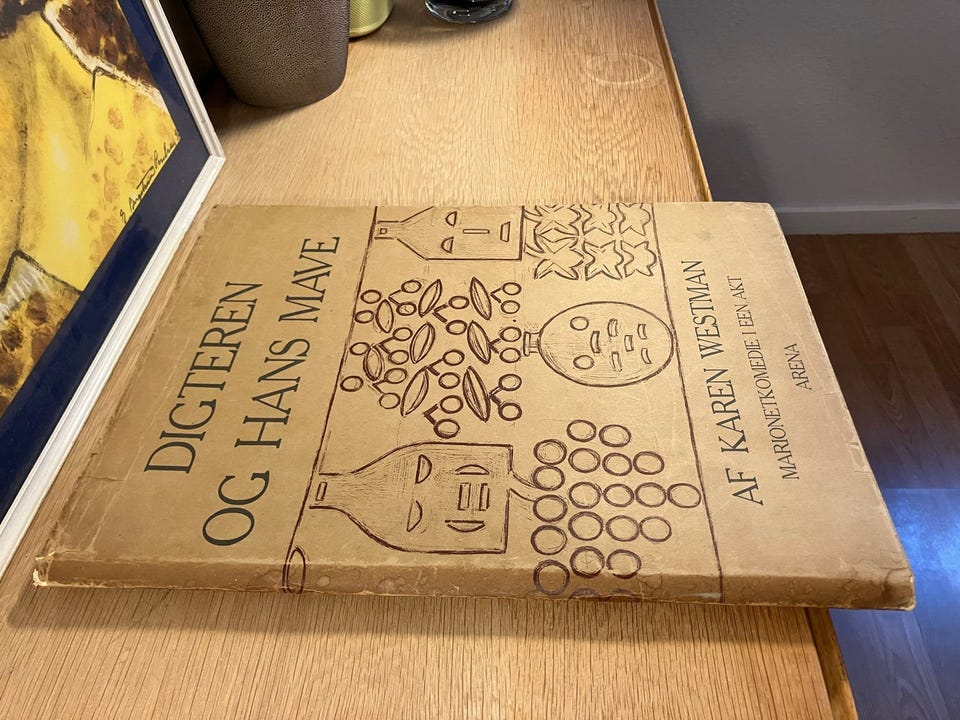 DIGTEREN
OG HANS MAVE
AF KAREN WESTMAN
MARIONETKOMEDIE I EEN AKT
ARENA